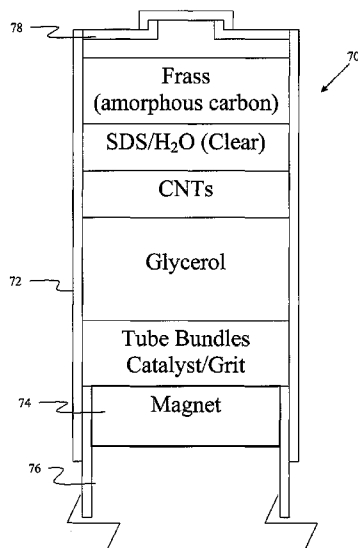 78
70
Frass
(amorphous carbon)
SDS/H₂O (Clear)
CNTs
72
Glycerol
Tube Bundles
Catalyst/Grit
74
Magnet
76